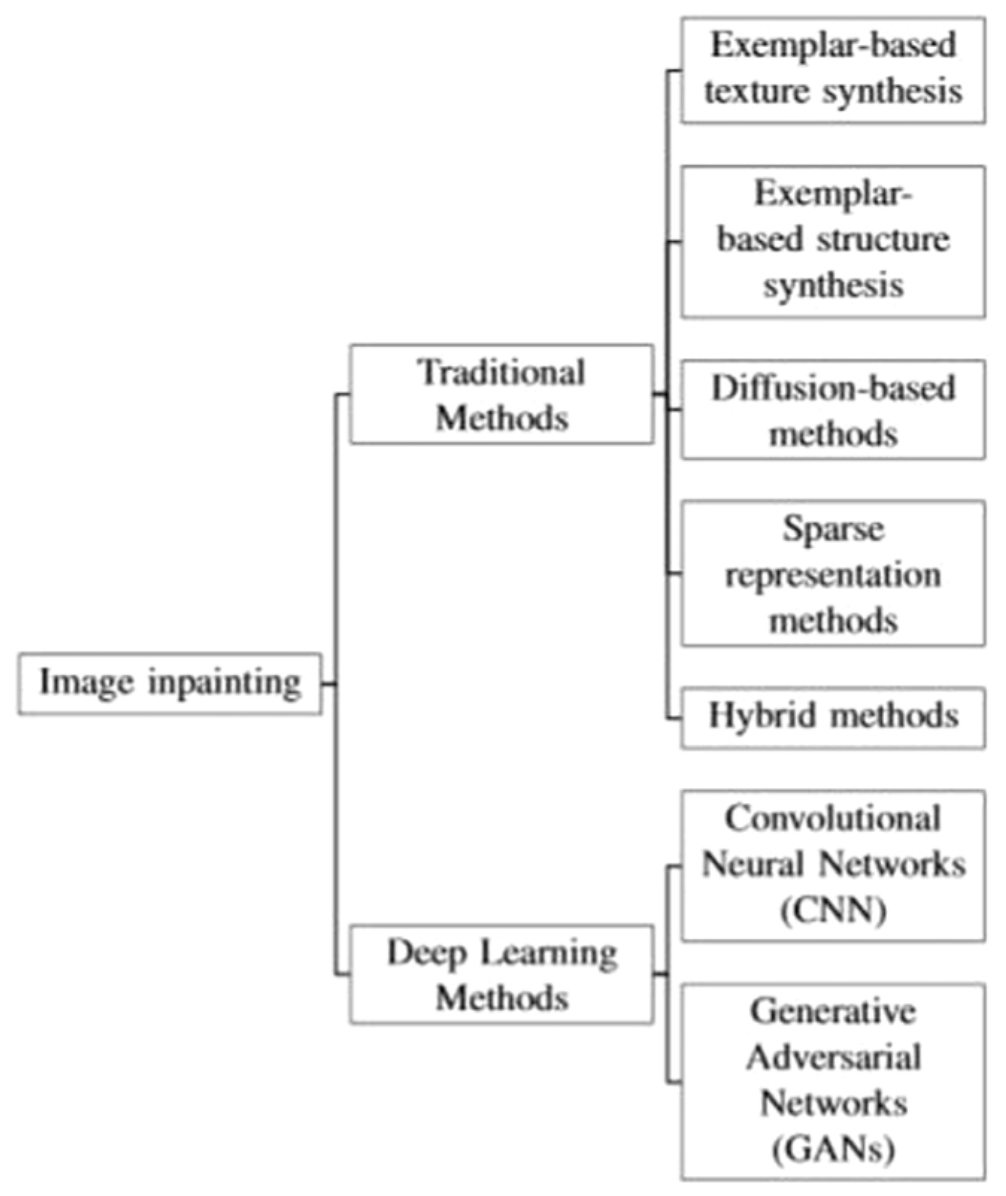 Exemplar-based
texture synthesis
Exemplar-
based structure
synthesis
Traditional
Methods
Diffusion-based
methods
Sparse
representation
methods
Image inpainting
Hybrid methods
Convolutional
Neural Networks
(CNN)
Deep Learning
Methods
Generative
Adversarial
Networks
(GANs)